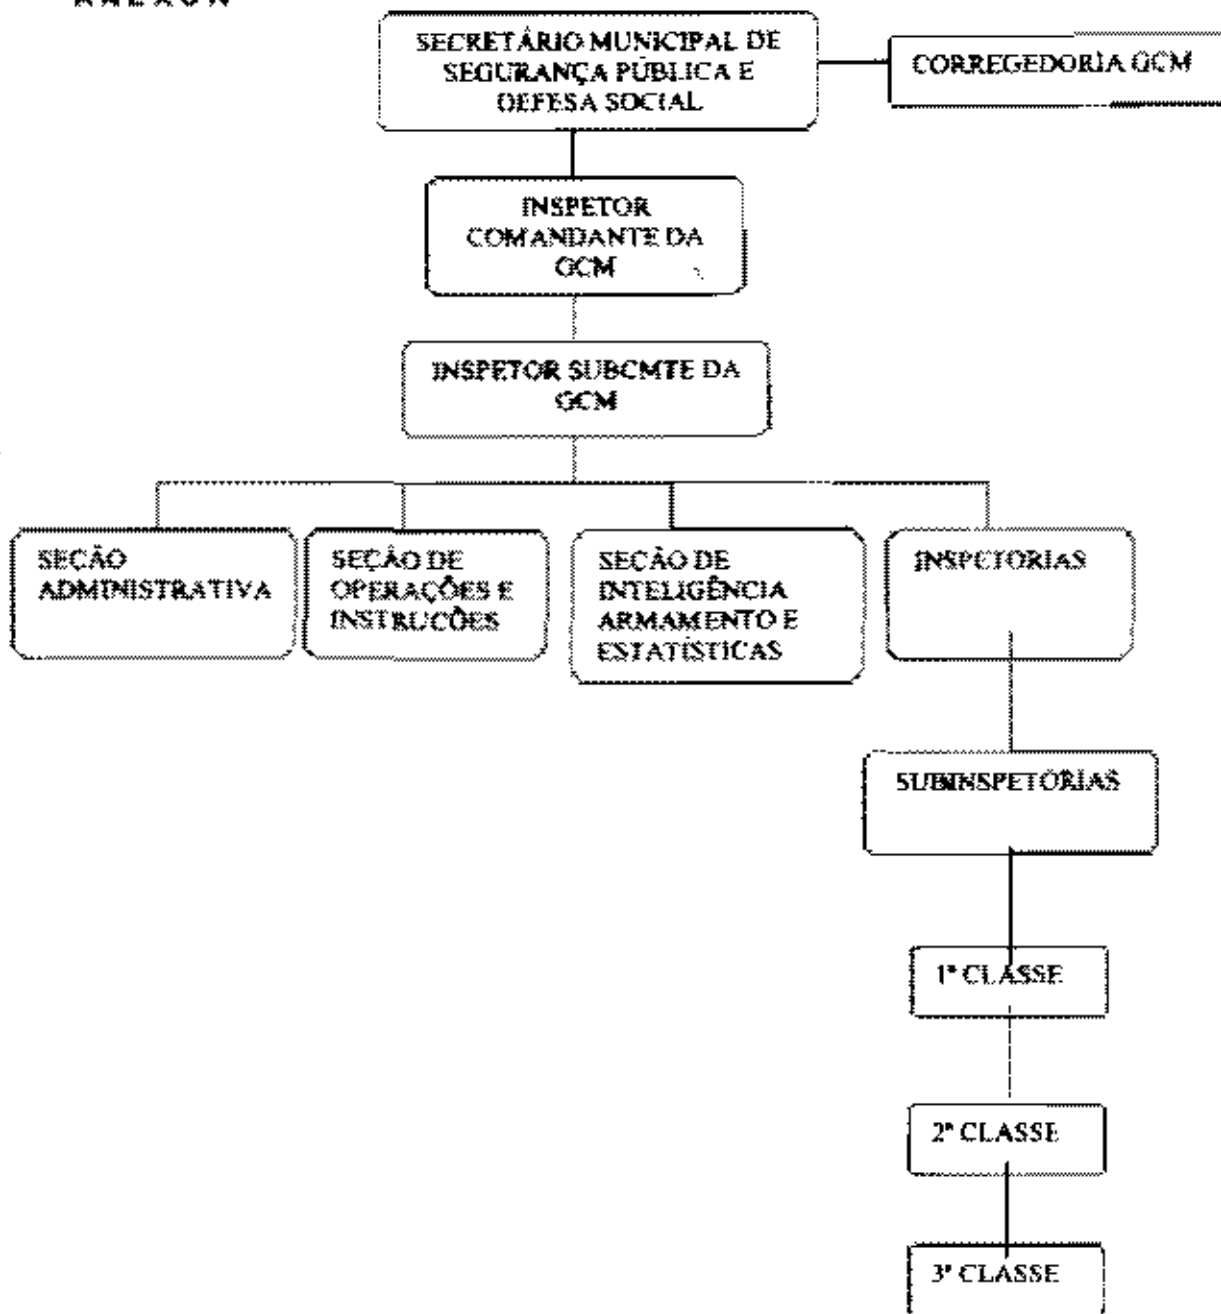 SECRETÁRIO MUNICIPAL DE
SEGURANÇA PÚBLICA E
DEFESA SOCIAL
CORREGEDORIA GCM
INSPETOR
COMANDANTE DA
GCM
INSPETOR SUBCMTE DA
GCM
SEÇÃO
ADMINISTRATIVA
SEÇÃO DE
OPERAÇÕES E
INSTRUCÕES
SEÇÃO DE
INTELIGÊNCIA
ARMAMENTO E
ESTATÍSTICAS
INSPETORIAS
SUBINSPETORIAS
1ª CLASSE
2ª CLASSE
3ª CLASSE